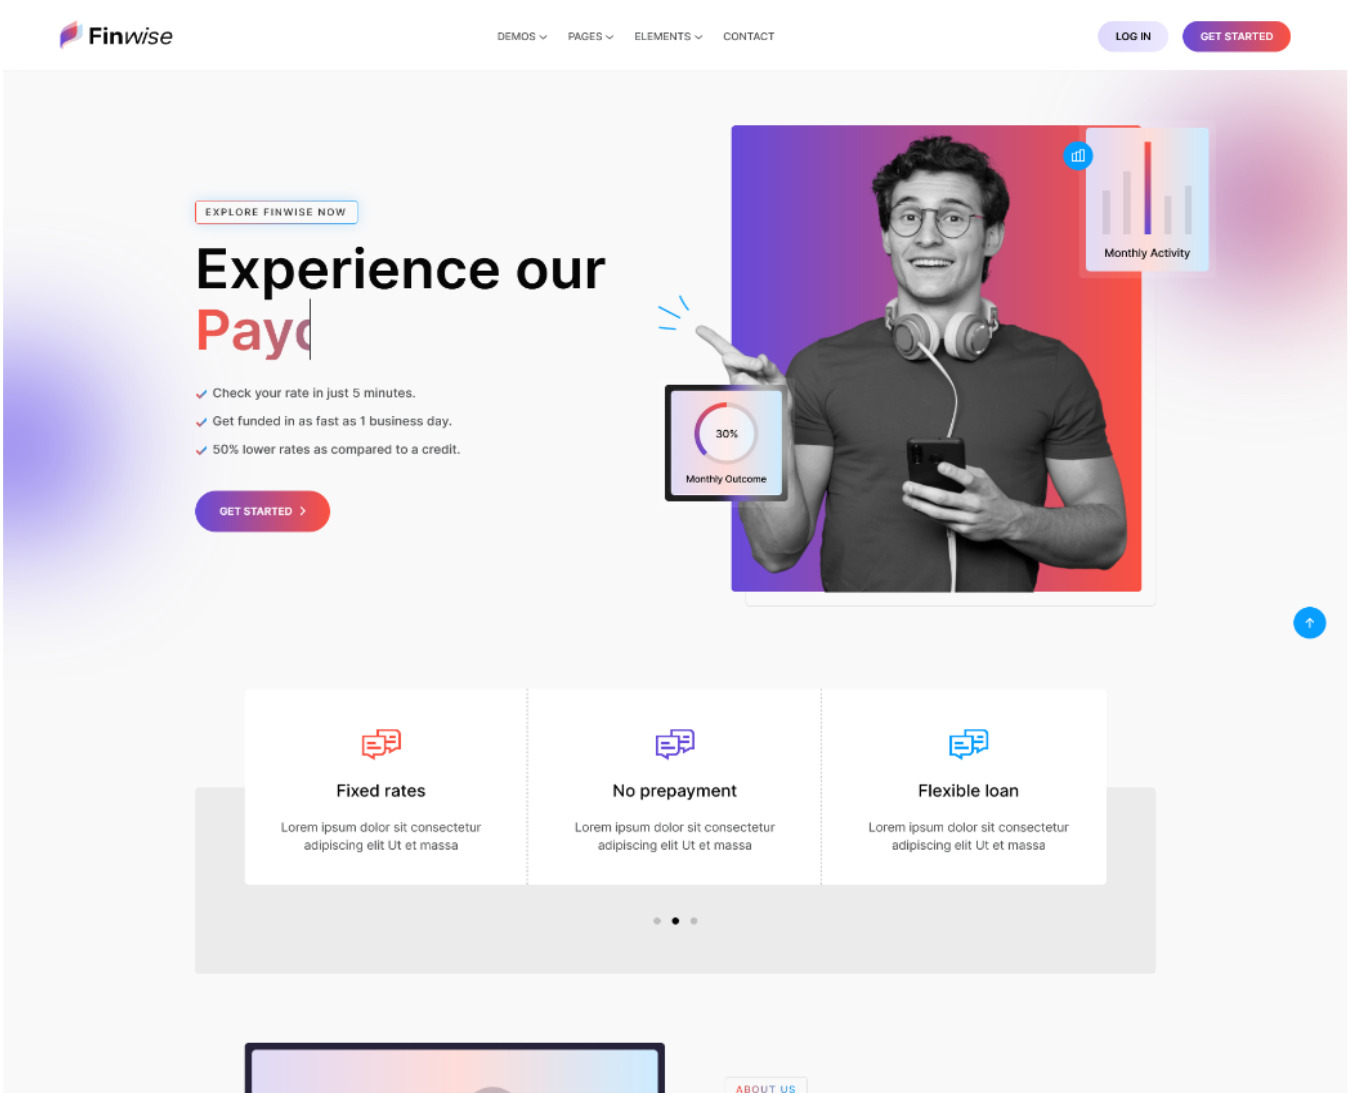 Finwise
DEMOS PAGES ELEMENTS CONTACT
LOG IN
GET STARTED
EXPLORE FINWISE NOW
Experience our
Pay
Check your rate in just 5 minutes.
Get funded in as fast as 1 business day.
50% lower rates as compared to a credit.
GET STARTED
Monthly Activity
30%
Monthly Outcome
Fixed rates
Lorem ipsum dolor sit consectetur
adipiscing elit Ut et massa
No prepayment
Lorem ipsum dolor sit consectetur
adipiscing elit Ut et massa
Flexible loan
Lorem ipsum dolor sit consectetur
adipiscing elit Ut et massa
ABOUT US